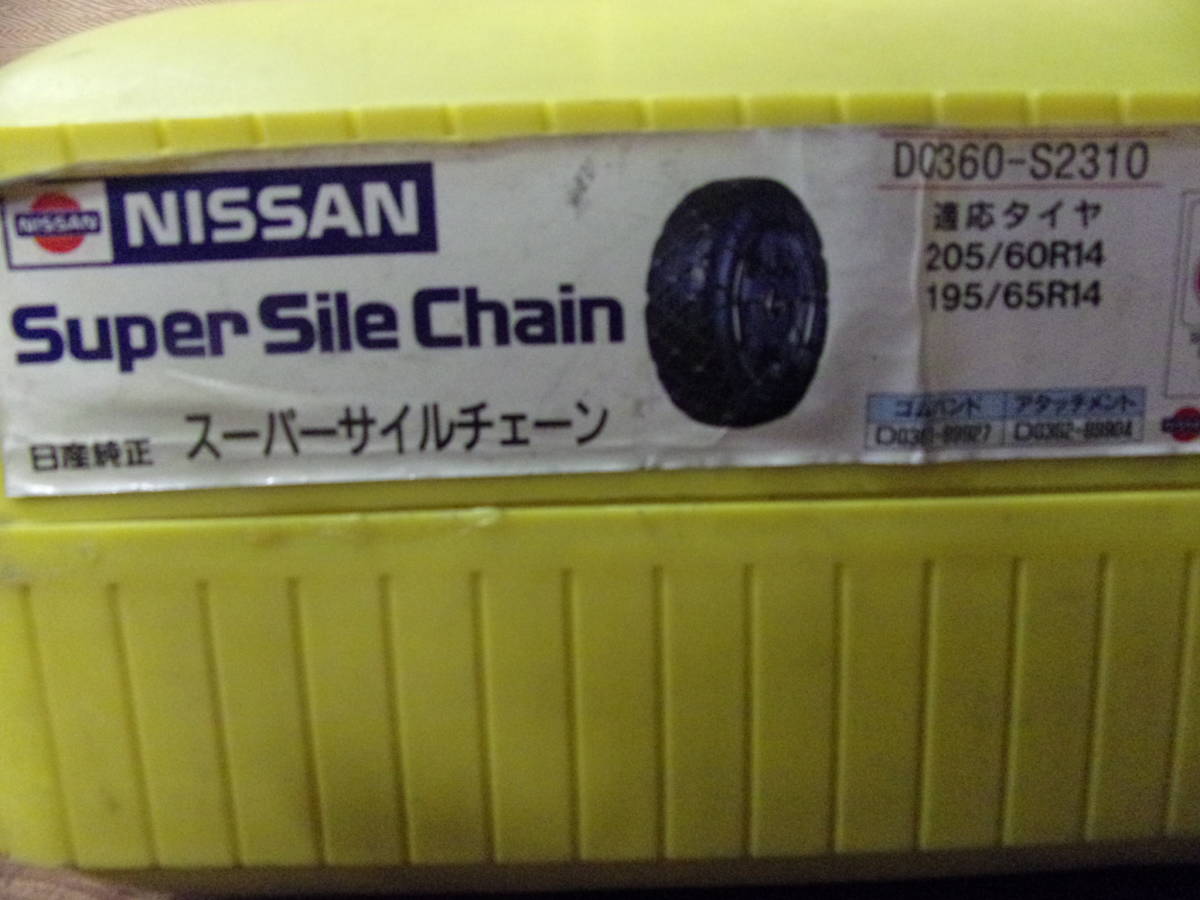 NISSAN
NISSAN
Super Sile Chain
日産純正 スーパーサイルチェーン
D0360-S2310
適応タイヤ
205/60R14
195/65R14
ゴムバンド アタッチメント